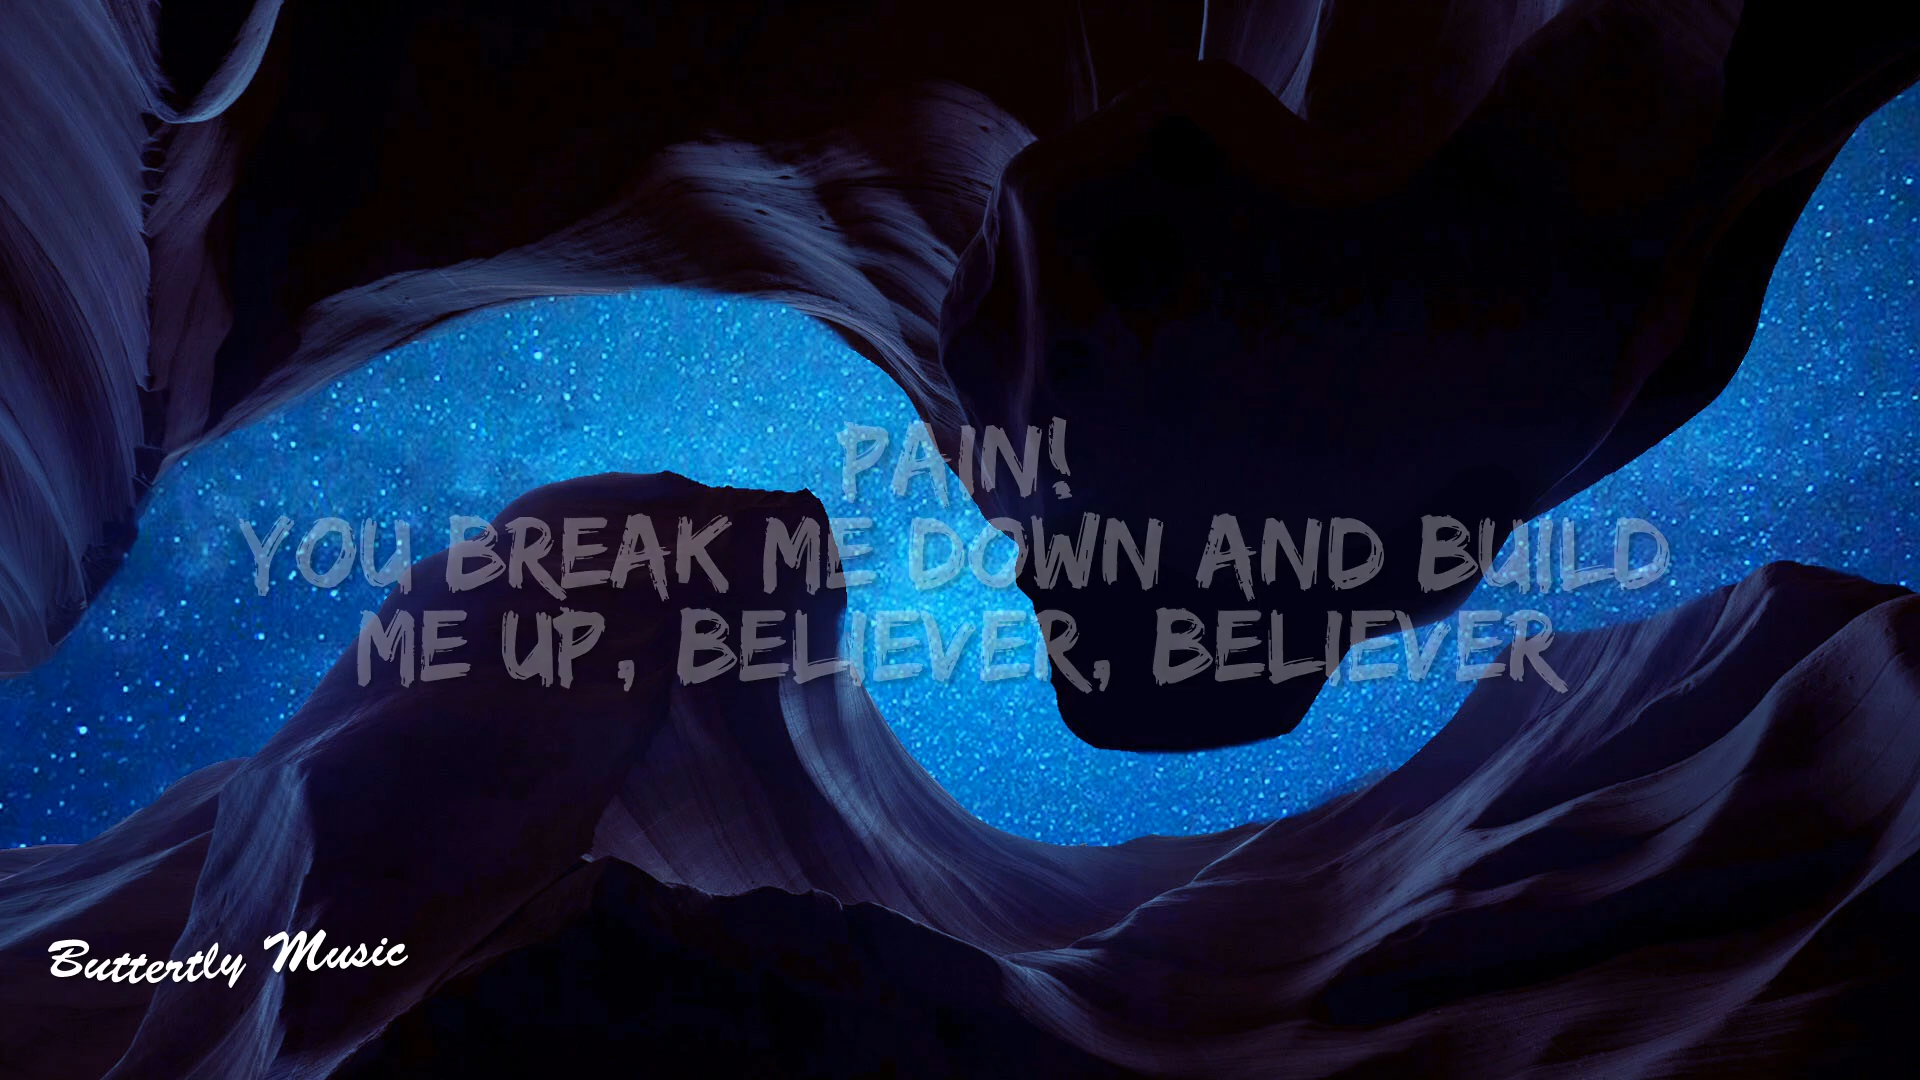 PAIN!
YOU BREAK ME DOWN AND BUILD
ME UP, BELIEVER, BELIEVER
Buttertly Music